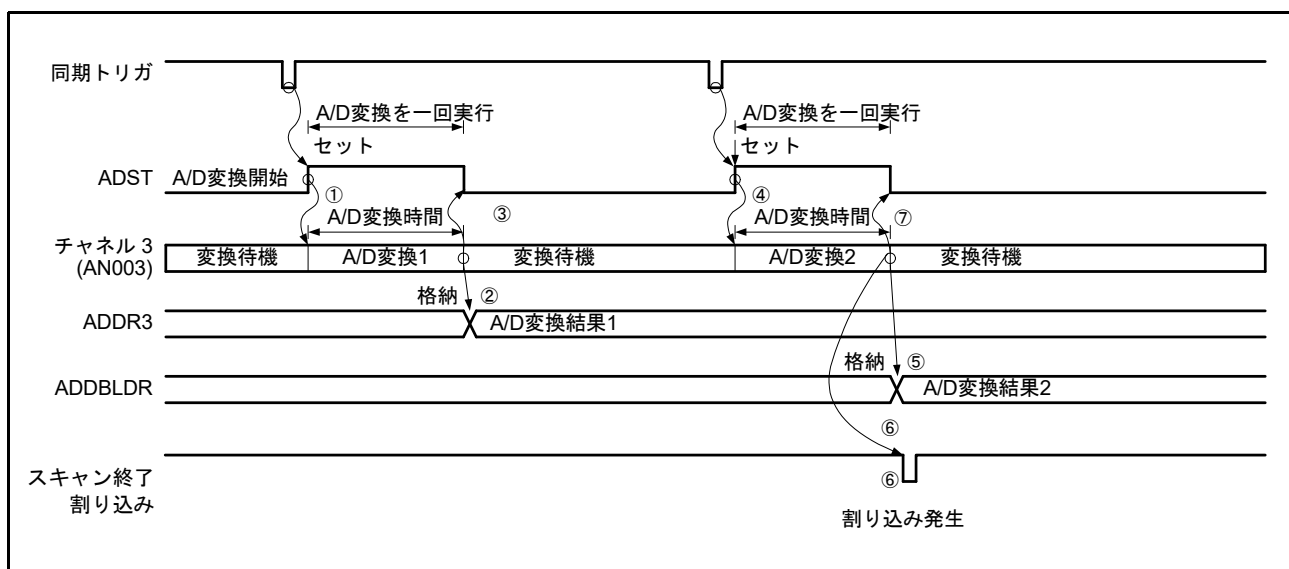 同期トリガ
A/D変換を一回実行
A/D変換を一回実行
セット
セット
ADST
A/D変換開始
①
③
④
⑦
A/D変換時間
A/D変換時間
チャネル 3
(AN003)
変換待機
A/D変換1
変換待機
A/D変換2
変換待機
格納 ②
ADDR3
A/D変換結果1
格納 ⑤
ADDBLDR
A/D変換結果2
⑥
スキャン終了
割り込み
⑥
割り込み発生